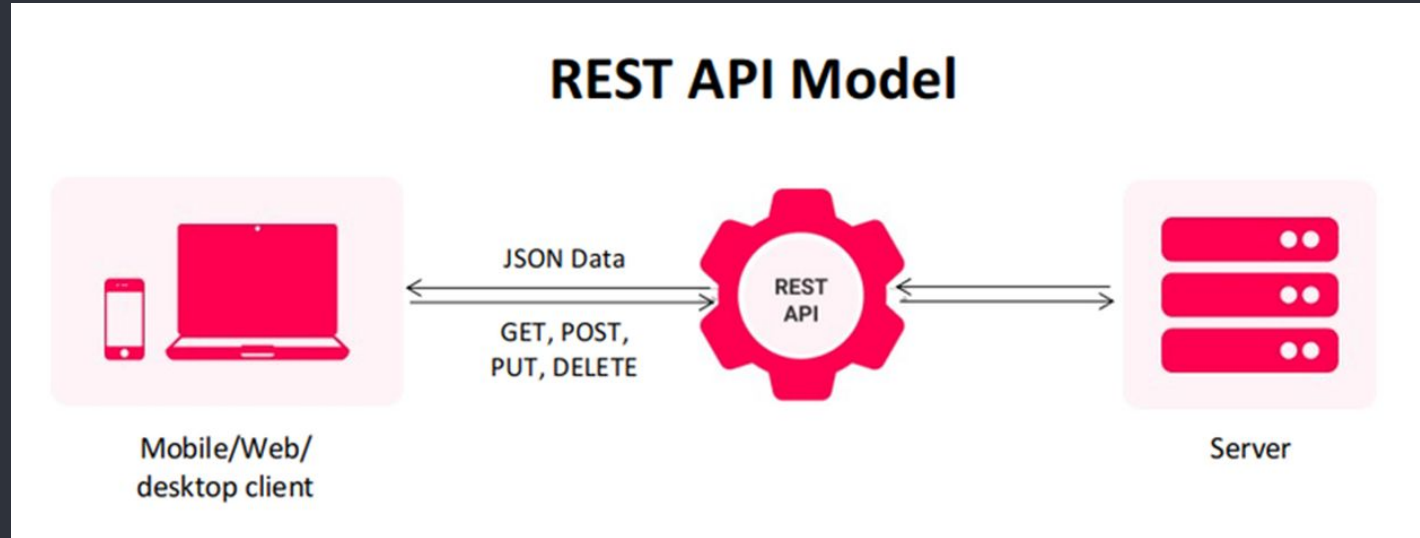 REST API Model
JSON Data
GET, POST,
PUT, DELETE
REST
API
Mobile/Web/
desktop client
Server